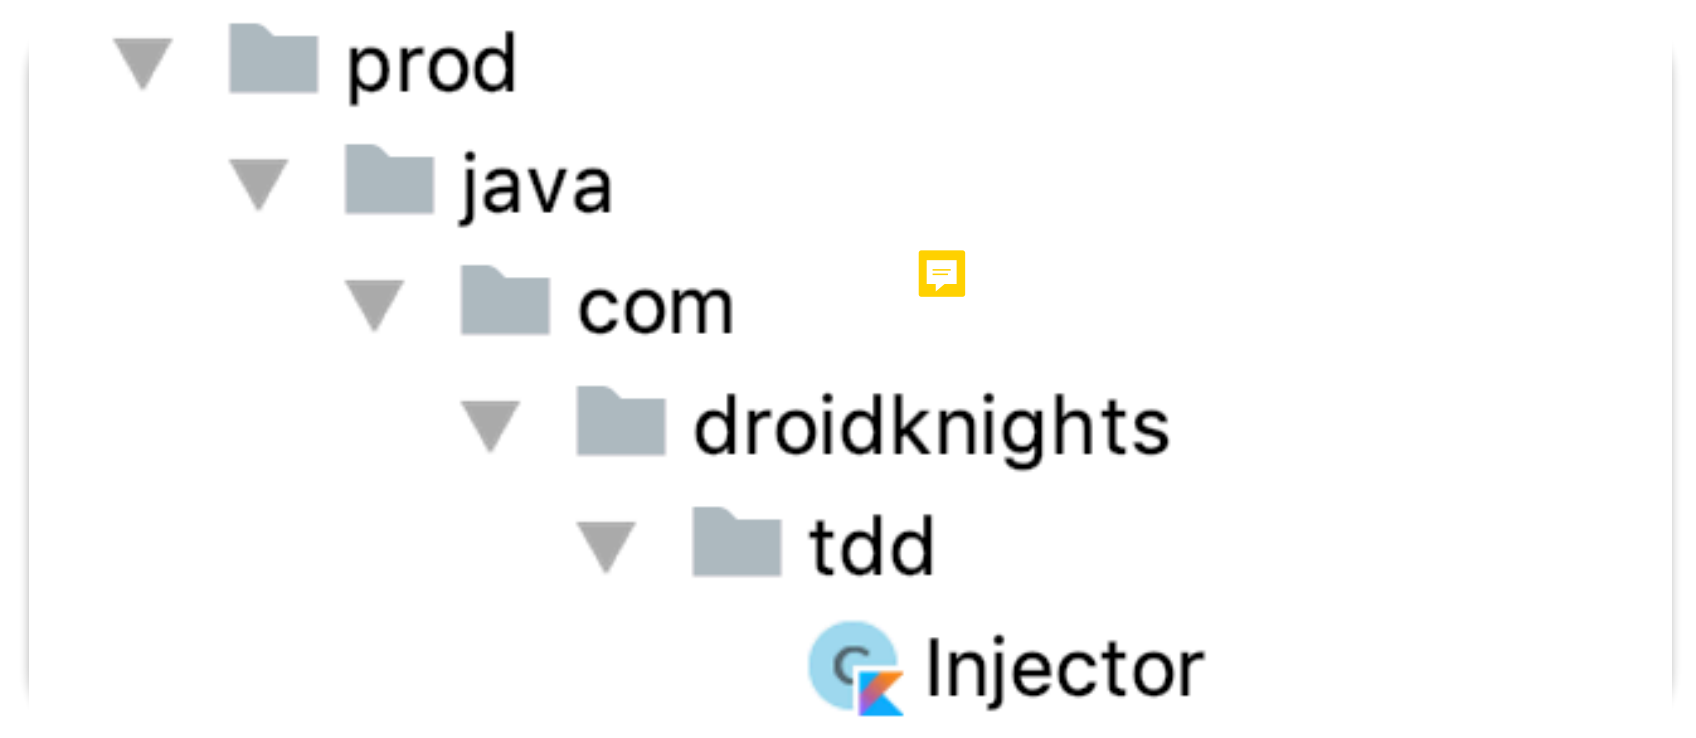 prod
java
com
droidknights
tdd
Injector